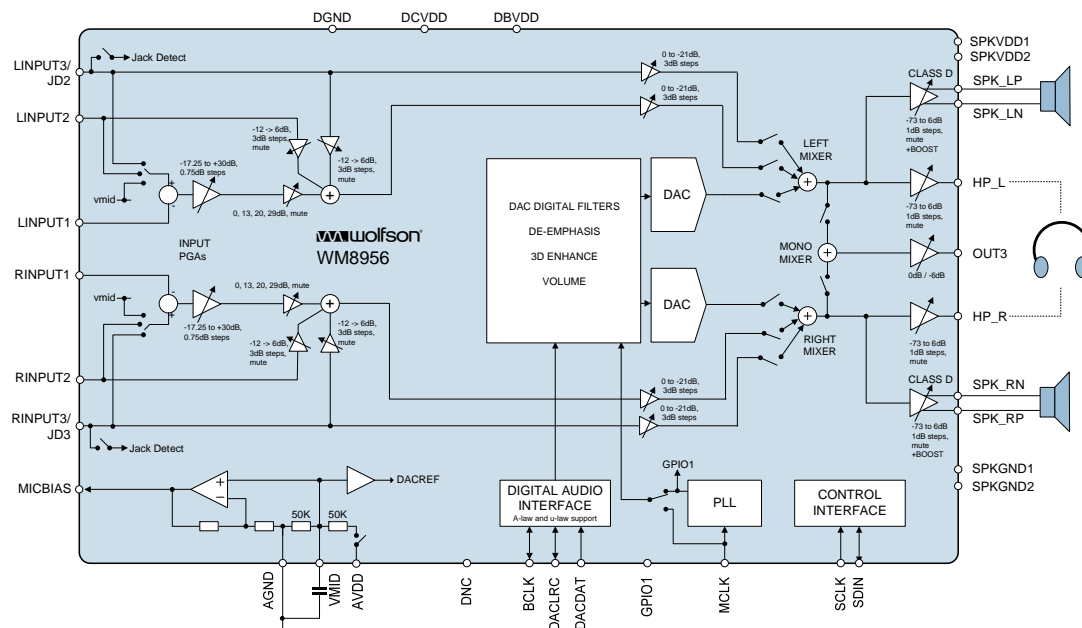 DGND
DCVDD
DBVDD
LINPUT3/
JD2
Jack Detect
LINPUT2
-12 -> 6dB,
3dB steps,
mute
-12 -> 6dB,
3dB steps,
mute
-17.25 to +30dB,
0.75dB steps
vmid
+
-
+
0, 13, 20, 29dB, mute
LINPUT1
INPUT
PGAs
wolfson
WM8956
RINPUT1
vmid
-
+
+
0, 13, 20, 29dB, mute
-17.25 to +30dB,
0.75dB steps
-12 -> 6dB,
3dB steps,
mute
-12 -> 6dB,
3dB steps,
mute
RINPUT2
RINPUT3/
JD3
Jack Detect
MICBIAS
+
-
DACREF
50K
50K
AGND
VMID
AVDD
0 to -21dB,
3dB steps
0 to -21dB,
3dB steps
DAC DIGITAL FILTERS
DE-EMPHASIS
3D ENHANCE
VOLUME
DAC
DAC
LEFT
MIXER
+
MONO
MIXER
+
+
RIGHT
MIXER
0 to -21dB,
3dB steps
0 to -21dB,
3dB steps
DIGITAL AUDIO
INTERFACE
A-law and u-law support
GPIO1
PLL
CONTROL
INTERFACE
DNC
BCLK
DACLRC
DACDAT
GPIO1
MCLK
SCLK
SDIN
SPKVDD1
SPKVDD2
CLASS D
SPK_LP
SPK_LN
-73 to 6dB
1dB steps,
mute
+BOOST
HP_L
-73 to 6dB
1dB steps,
mute
OUT3
0dB / -6dB
HP_R
-73 to 6dB
1dB steps,
mute
CLASS D
SPK_RN
SPK_RP
-73 to 6dB
1dB steps,
mute
+BOOST
SPKGND1
SPKGND2